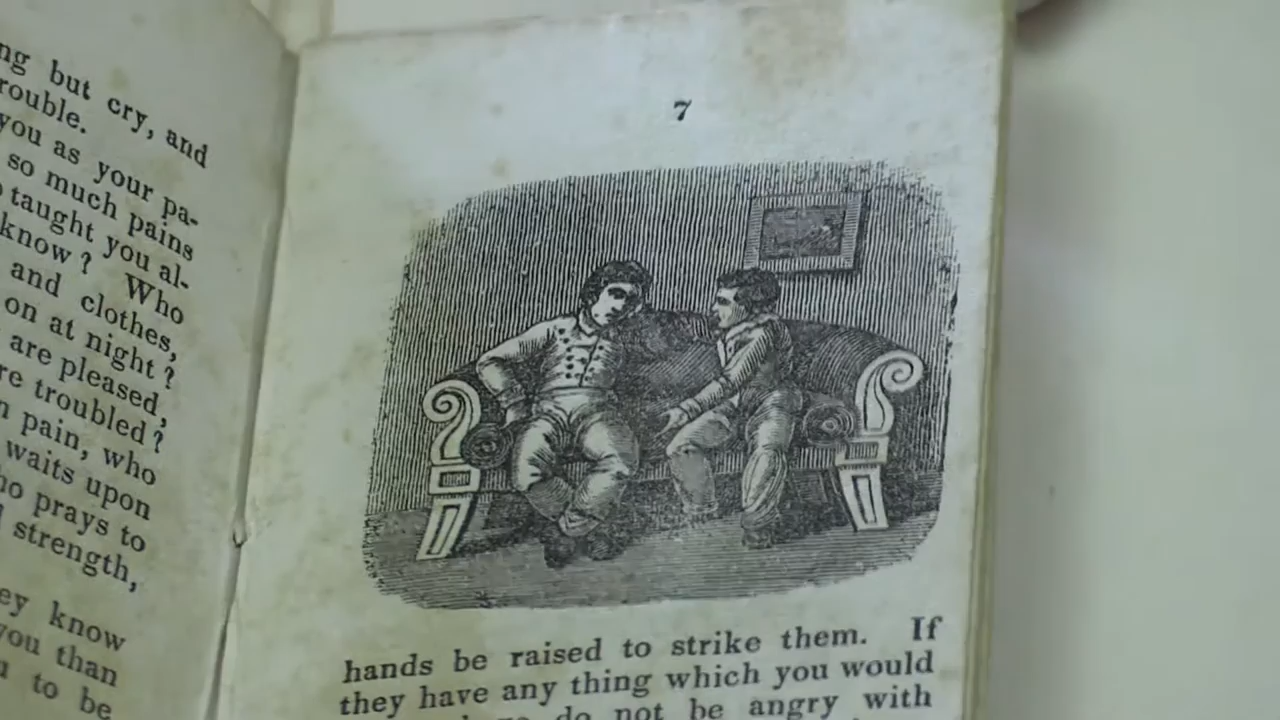 ng but cry, and
rouble.
you as your pa-
so much pains
taught you al-
know? Who
and clothes,
on at night?
are pleased,
re troubled?
n pain, who
waits upon
ho prays to
strength,
ey know
you than
to be
7
hands be raised to strike them. If
they have any thing which you would
do not be angry with